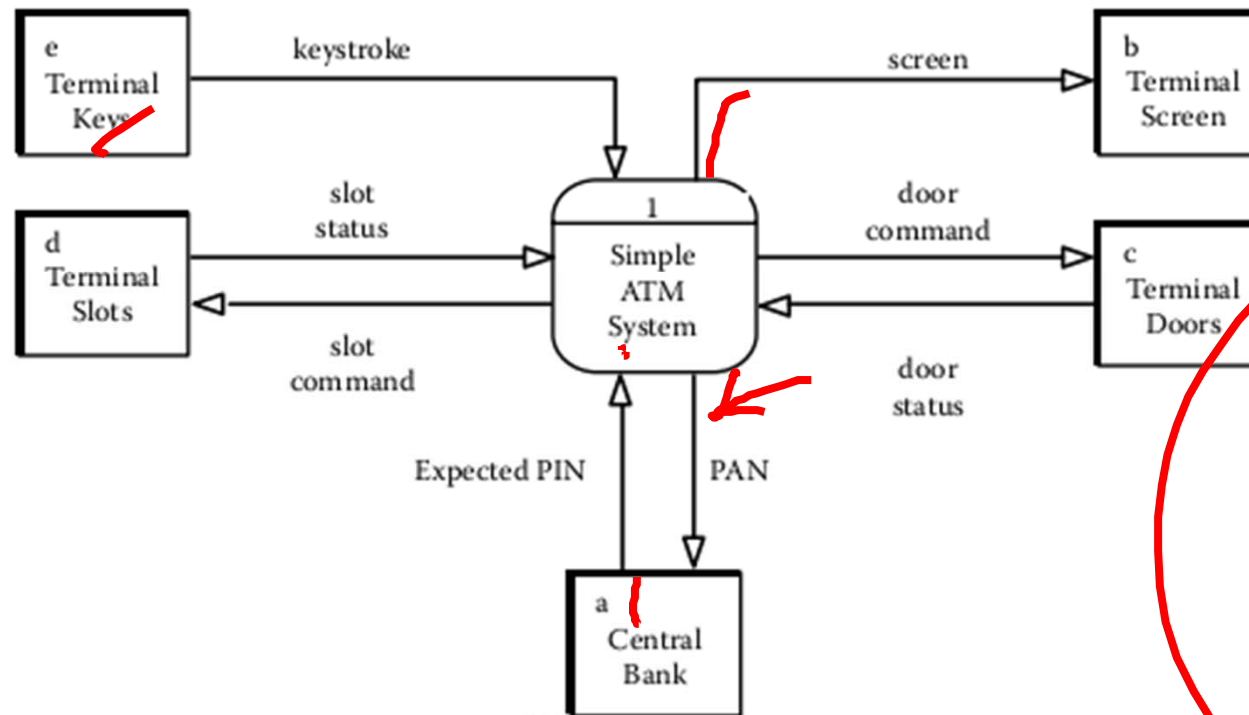 e
Terminal
Keys
keystroke
screen
b
Terminal
Screen
slot
status
1
Simple
ATM
System
door
command
d
Terminal
Slots
c
Terminal
Doors
slot
command
door
status
Expected PIN
PAN
a
Central
Bank